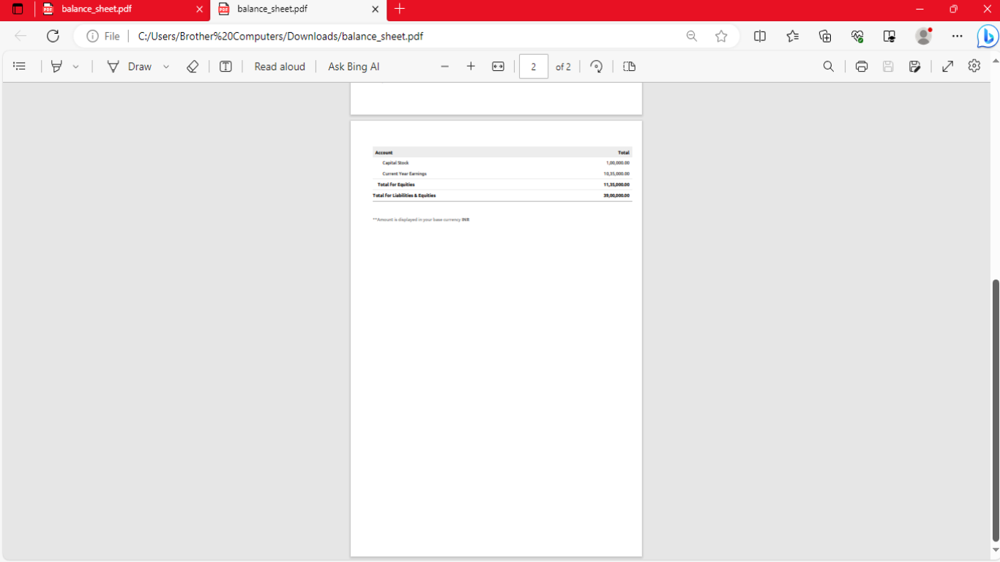 balance_sheet.pdf
balance_sheet.pdf
File
C:/Users/Brother%20Computers/Downloads/balance_sheet.pdf
Draw
Read aloud
Ask Bing AI
2
of 2
Account Total
Capital Stock 1,00,000.00
Current Year Earnings 10,35,000.00
Total for Equities 11,35,000.00
Total for Liabilities & Equities 39,00,000.00
**Amount is displayed in your base currency INR